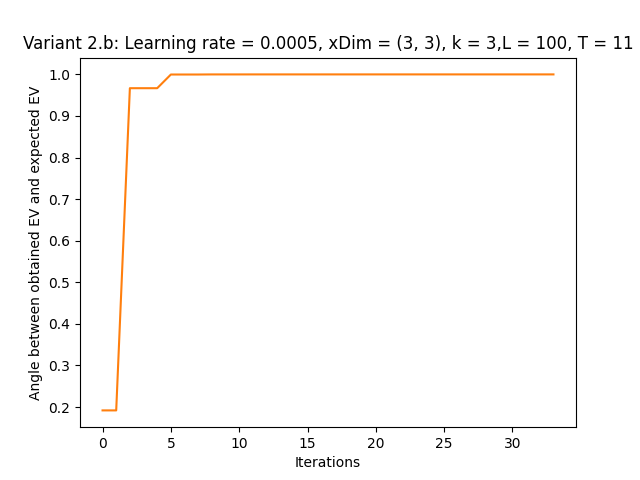 Variant 2.b: Learning rate = 0.0005, xDim = (3, 3), k = 3,L = 100, T = 11
Angle between obtained EV and expected EV
1.0
0.9
0.8
0.7
0.6
0.5
0.4
0.3
0.2
0 5 10 15 20 25 30
Iterations